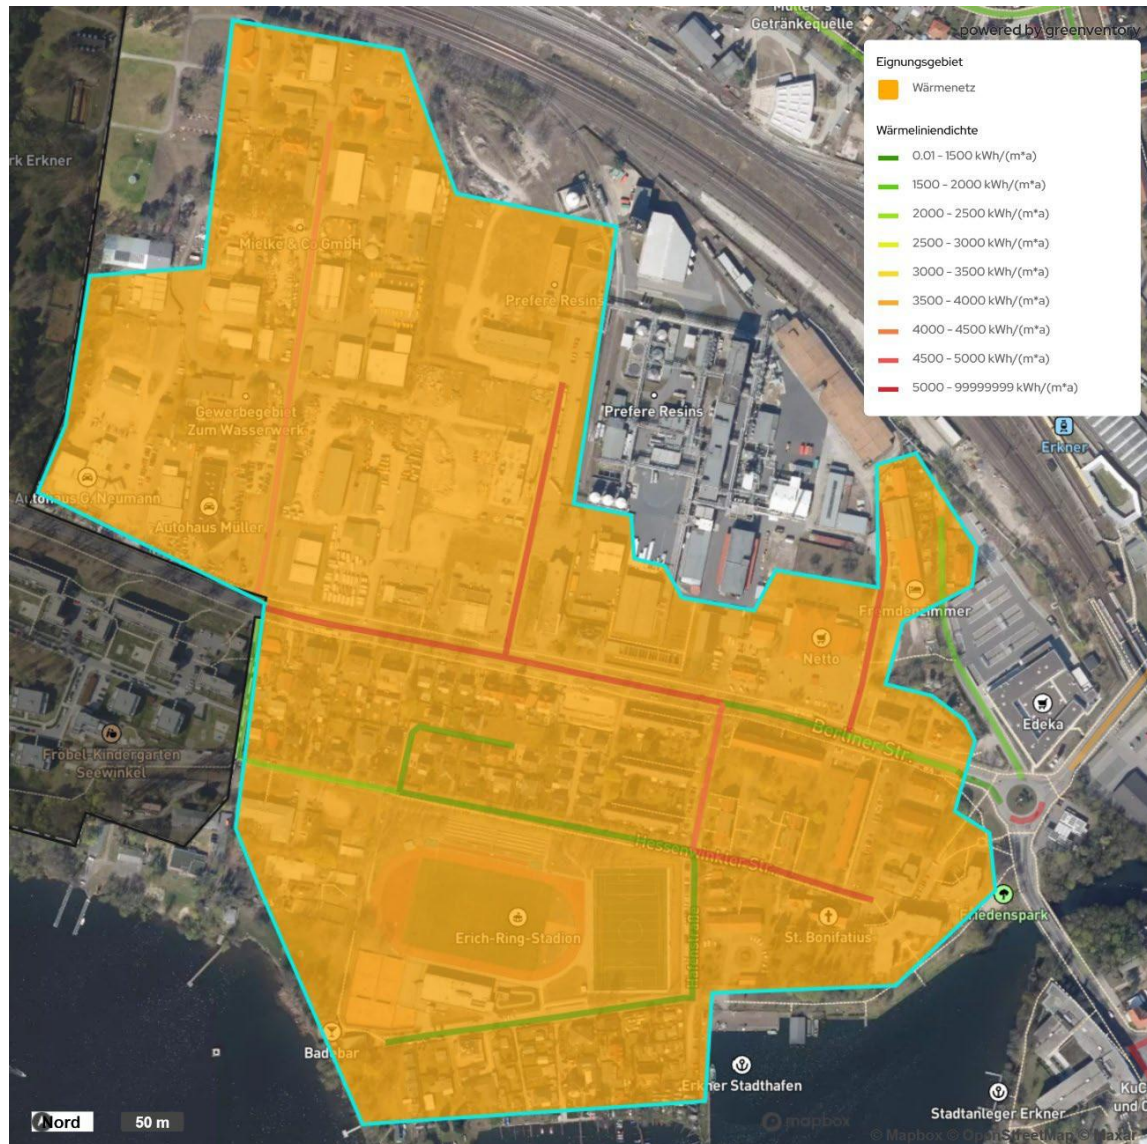 Müller's
Getränkequelle
powered by greenventory
Eignungsgebiet
Wärmenetz
Wärmeliniendichte
0.01 - 1500 kWh/(m*a)
1500 - 2000 kWh/(m*a)
2000 - 2500 kWh/(m*a)
2500 - 3000 kWh/(m*a)
3000 - 3500 kWh/(m*a)
3500 - 4000 kWh/(m*a)
4000 - 4500 kWh/(m*a)
4500 - 5000 kWh/(m*a)
5000 - 99999999 kWh/(m*a)
rk Erkner
Mielke & Co GmbH
Prefere Resins
Gewerbegebiet
Zum Wasserwerk
Prefere Resins
Erkner
Autohaus G. Neumann
Autohaus Müller
Fremdenzimmer
Netto
Edeka
Berliner Str.
Fröbel-Kindergarten
Seewinkel
Hessenwinkler Str.
Friedenspark
Erich-Ring-Stadion
St. Bonifatius
Badebar
Erkner Stadthafen
Stadtanleger Erkner
KuC
und G
Nord
50 m
mapbox
© Mapbox © OpenStreetMap © Maxar